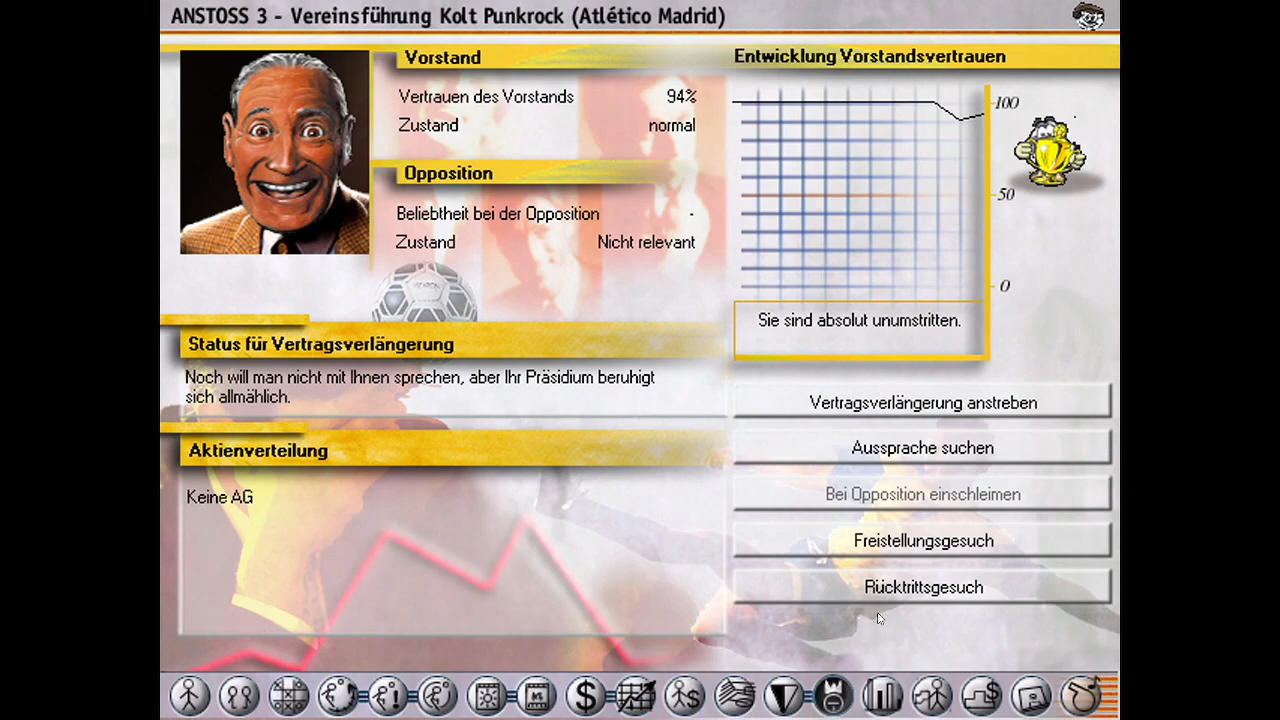 ANSTOSS 3 - Vereinsführung Kolt Punkrock (Atlético Madrid)
Vorstand
Vertrauen des Vorstands 94%
Zustand normal
Opposition
Beliebtheit bei der Opposition -
Zustand Nicht relevant
Entwicklung Vorstandsvertrauen
100
50
0
Sie sind absolut unumstritten.
Status für Vertragsverlängerung
Noch will man nicht mit Ihnen sprechen, aber Ihr Präsidium beruhigt
sich allmählich.
Aktienverteilung
Keine AG
Vertragsverlängerung anstreben
Aussprache suchen
Bei Opposition einschleimen
Freistellungsgesuch
Rücktrittsgesuch